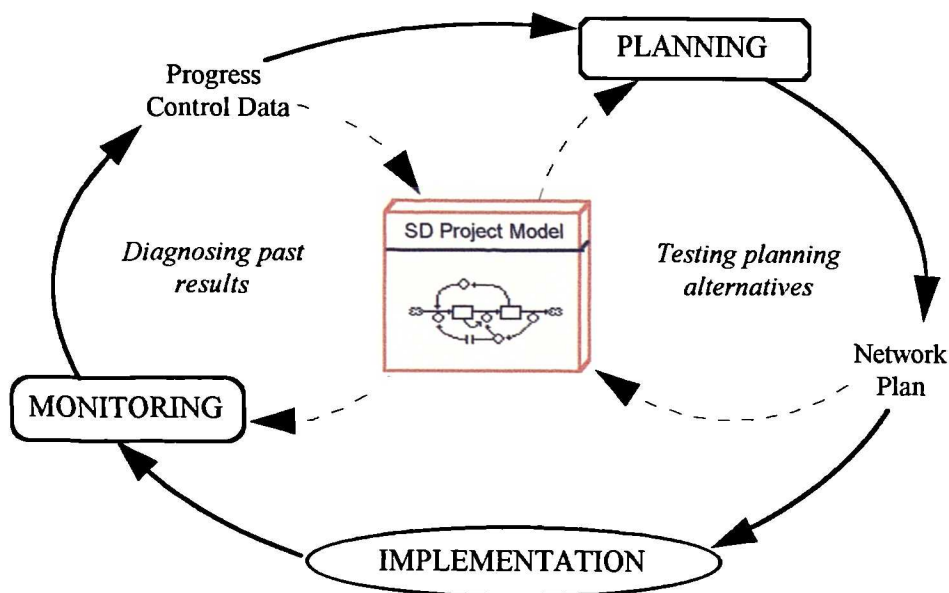 PLANNING
Progress
Control Data
SD Project Model
Diagnosing past
results
Testing planning
alternatives
Network
Plan
MONITORING
IMPLEMENTATION